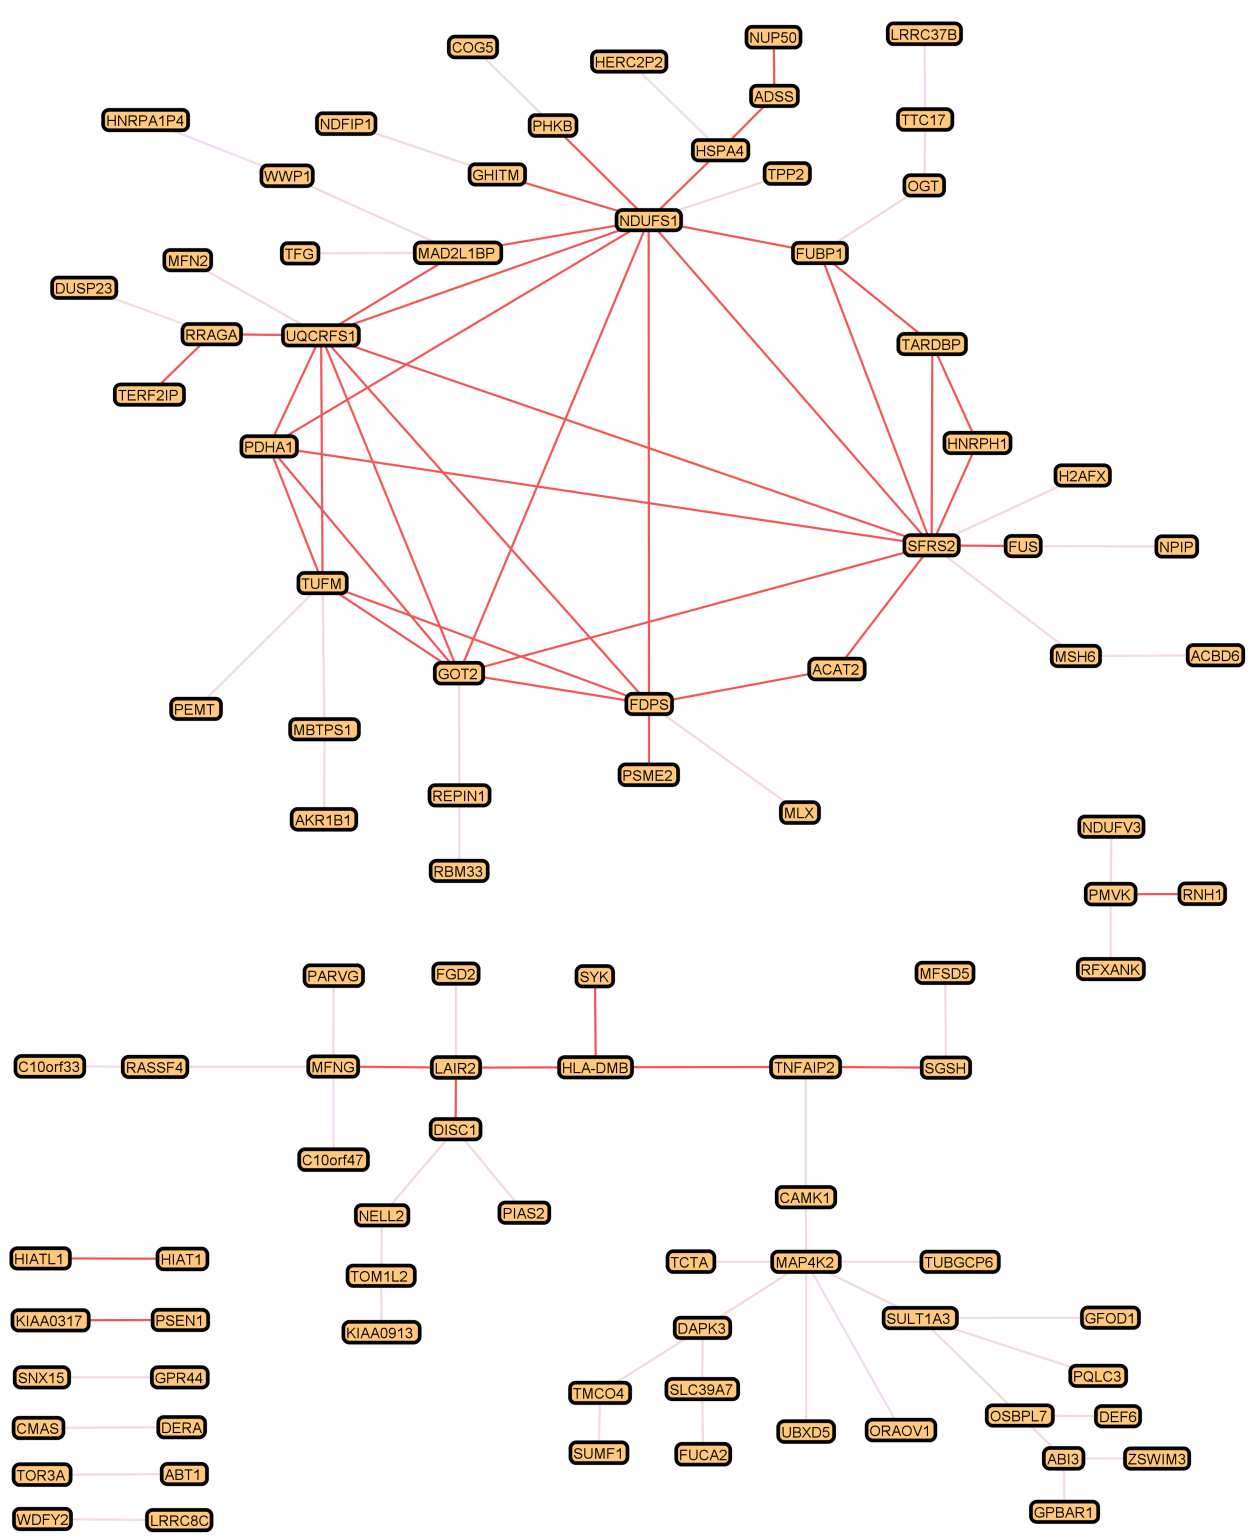 NUP50
LRRC37B
COG5
HERC2P2
ADSS
HNRPA1P4
NDFIP1
PHKB
TTC17
HSPA4
WWP1
GHITM
TPP2
OGT
NDUFS1
TFG
MAD2L1BP
FUBP1
MFN2
DUSP23
RRAGA
UQCRFS1
TARDBP
TERF2IP
PDHA1
HNRPH1
H2AFX
SFRS2
FUS
NPIP
TUFM
MSH6
ACBD6
GOT2
ACAT2
PEMT
FDPS
MBTPS1
PSME2
REPIN1
MLX
AKR1B1
NDUFV3
RBM33
PMVK
RNH1
RFXANK
PARVG
FGD2
SYK
MFSD5
C10orf33
RASSF4
MFNG
LAIR2
HLA-DMB
TNFAIP2
SGSH
DISC1
C10orf47
CAMK1
NELL2
PIAS2
HIATL1
HIAT1
TCTA
MAP4K2
TUBGCP6
TOM1L2
KIAA0317
PSEN1
KIAA0913
DAPK3
SULT1A3
GFOD1
SNX15
GPR44
PQLC3
TMCO4
SLC39A7
OSBPL7
DEF6
CMAS
DERA
UBXD5
ORAOV1
SUMF1
FUCA2
ABI3
ZSWIM3
TOR3A
ABT1
GPBAR1
WDFY2
LRRC8C